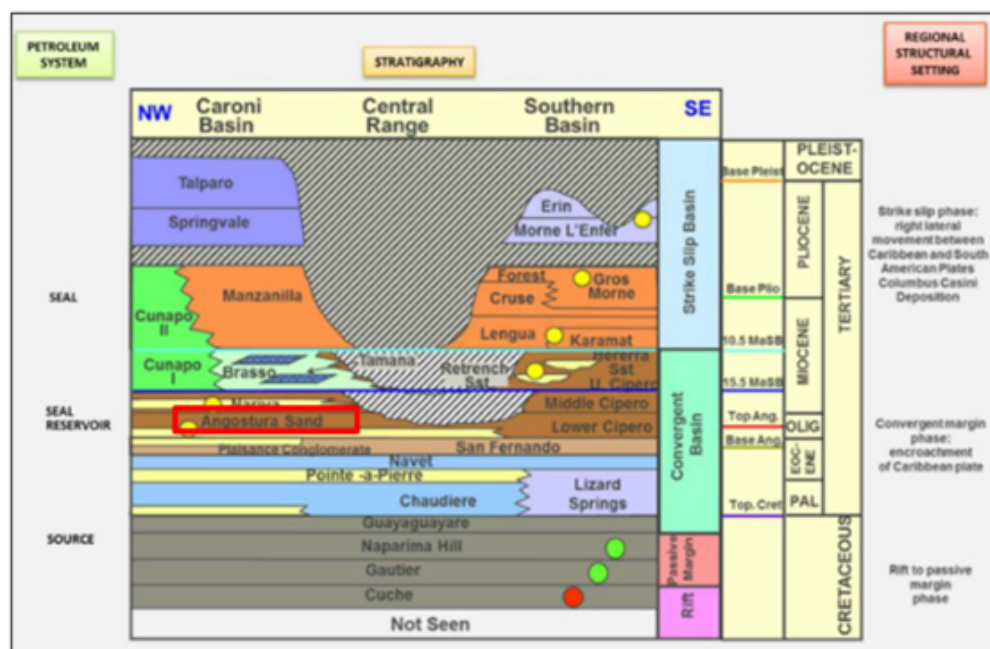 PETROLEUM
SYSTEM
STRATIGRAPHY
REGIONAL
STRUCTURAL
SETTING
NW
Caroni
Basin
Central
Range
Southern
Basin
SE
Talparo
Springvale
Erin
Morne L'Enfer
Base Pleist
PLEIST-
OCENE
Strike Slip Basin
PLIOCENE
TERTIARY
Strike slip phase:
right lateral
movement between
Caribbean and South
American Plates
Columbus Casini
Deposition
SEAL
Cunapo
II
Manzanilla
Forest
Cruse
Gros
Morne
Lengua
Karamat
Base Plio
10.5 MaSB
MIOCENE
Cunapo
I
Brasso
Tamana
Retrench
Sst
Hererra
Sst
U. Cipero
15.5 MaSB
SEAL
RESERVOIR
Nariva
Angostura Sand
Middle Cipero
Lower Cipero
Plaisance Conglomerate
San Fernando
Top Ang.
OLIG
Base Ang.
Convergent
Basin
EOC-
ENE
Convergent margin
phase:
encroachment
of Caribbean plate
Navet
Pointe -a-Pierre
Chaudiere
Lizard
Springs
PAL
Top. Cret
SOURCE
Guayaguayare
Naparima Hill
Gautier
Cuche
Not Seen
Passive
Margin
Rift
CRETACEOUS
Rift to passive
margin
phase